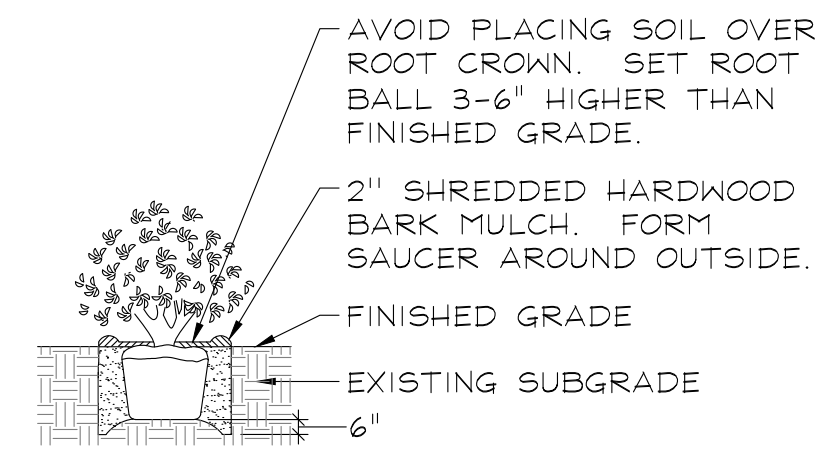 AVOID PLACING SOIL OVER
ROOT CROWN. SET ROOT
BALL 3-6" HIGHER THAN
FINISHED GRADE.
2" SHREDDED HARDWOOD
BARK MULCH. FORM
SAUCER AROUND OUTSIDE.
FINISHED GRADE
EXISTING SUBGRADE
6"